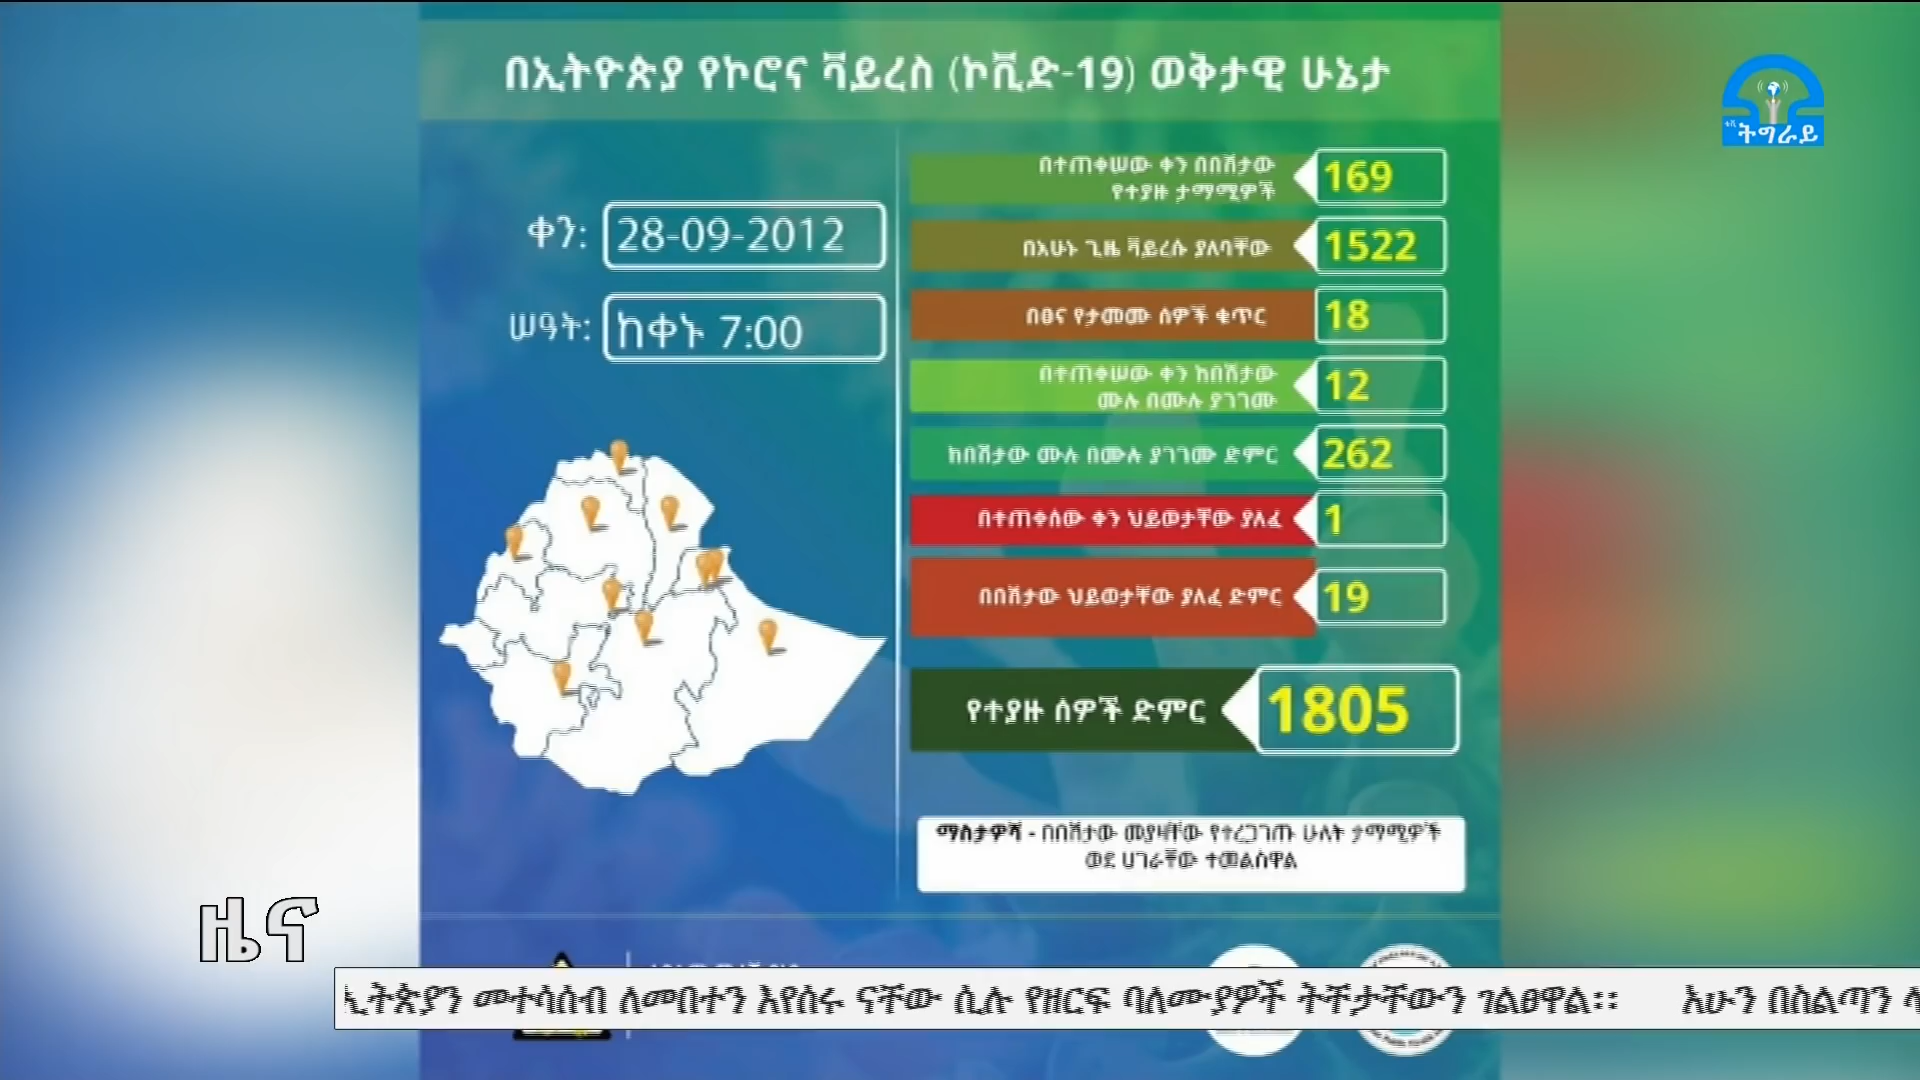 በኢትዮጵያ የኮሮና ቫይረስ (ኮቪድ-19) ወቅታዊ ሁኔታ
ቀን: 28-09-2012
ሠዓት: ከቀኑ 7:00
በተጠቀሠው ቀን በበሽታው
የተያዙ ታማሚዎች
169
በአሁኑ ጊዜ ቫይረሱ ያለባቸው
1522
በፀና የታመሙ ሰዎች ቁጥር
18
በተጠቀሠው ቀን ከበሽታው
ሙሉ በሙሉ ያገገሙ
12
ከበሽታው ሙሉ በሙሉ ያገገሙ ድምር
262
በተጠቀሰው ቀን ህይወታቸው ያለፈ
1
በበሽታው ህይወታቸው ያለፈ ድምር
19
የተያዙ ሰዎች ድምር
1805
ማስታዎሻ - በበሽታው መያዛቸው የተረጋገጡ ሁለት ታማሚዎች
ወደ ሀገራቸው ተመልሰዋል
ቲቪ ትግራይ
ዜና
ኢትጵያን መተሳሰብ ለመበተን እየሰሩ ናቸው ሲሉ የዘርፍ ባለሙያዎች ትችታቸውን ገልፀዋል፡፡ አሁን በስልጣን